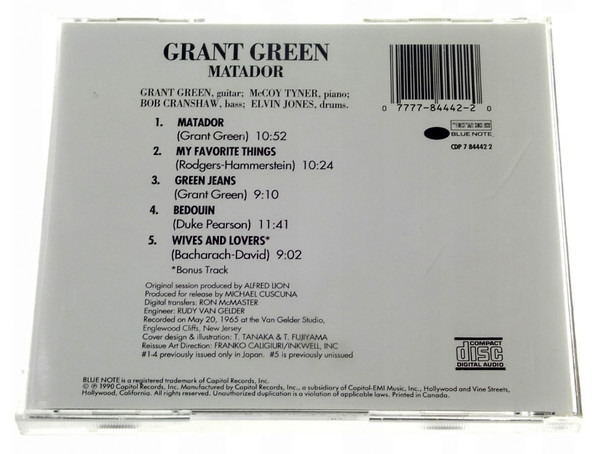 GRANT GREEN
MATADOR
GRANT GREEN, guitar; McCOY TYNER, piano;
BOB CRANSHAW, bass; ELVIN JONES, drums.
0 7777-84442-2 0
1. MATADOR
(Grant Green) 10:52
2. MY FAVORITE THINGS
(Rodgers-Hammerstein) 10:24
3. GREEN JEANS
(Grant Green) 9:10
4. BEDOUIN
(Duke Pearson) 11:41
5. WIVES AND LOVERS*
(Bacharach-David) 9:02
*Bonus Track
BLUE NOTE
CDP 7 84442 2
Original session produced by ALFRED LION
Produced for release by MICHAEL CUSCUNA
Digital transfers: RON McMASTER
Engineer: RUDY VAN GELDER
Recorded on May 20, 1965 at the Van Gelder Studio,
Englewood Cliffs, New Jersey
Cover design & illustration: T. TANAKA & T. FUJIYAMA
Reissue Art Direction: FRANKO CALIGIURI/INKWELL, INC
#1-4 previously issued only in Japan. #5 is previously unissued
COMPACT
disc
DIGITAL AUDIO
BLUE NOTE is a registered trademark of Capitol Records, Inc.
© ℗ 1990 Capitol Records, Inc. Manufactured by Capitol Records, Inc., a subsidiary of Capitol-EMI Music, Inc., Hollywood and Vine Streets,
Hollywood, California. All rights reserved. Unauthorized duplication is a violation of applicable laws. Printed in Canada.